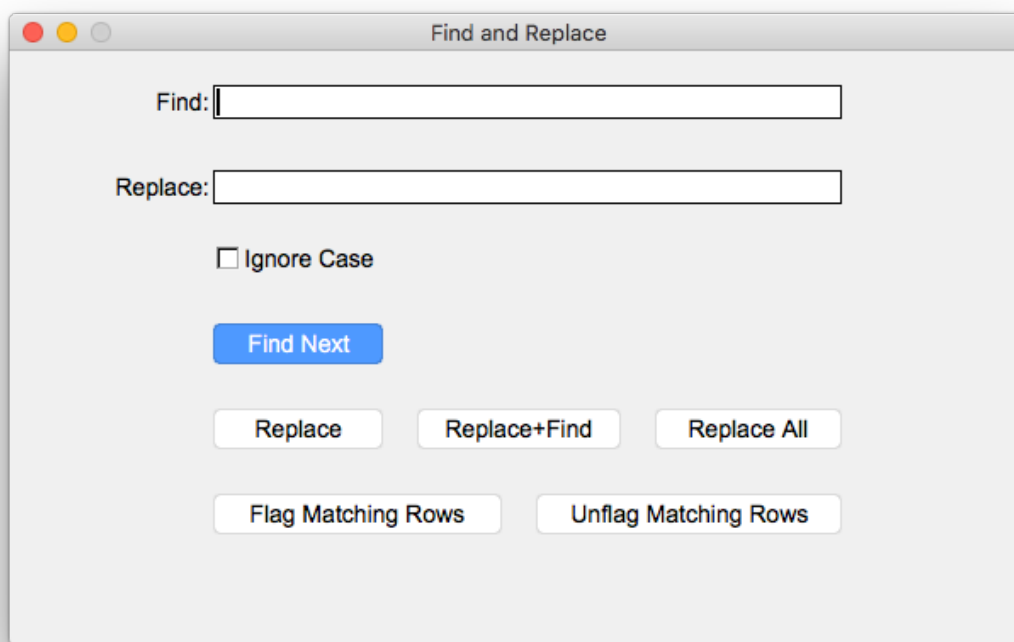 Find and Replace
Find:
Replace:
Ignore Case
Find Next
Replace Replace+Find Replace All
Flag Matching Rows Unflag Matching Rows